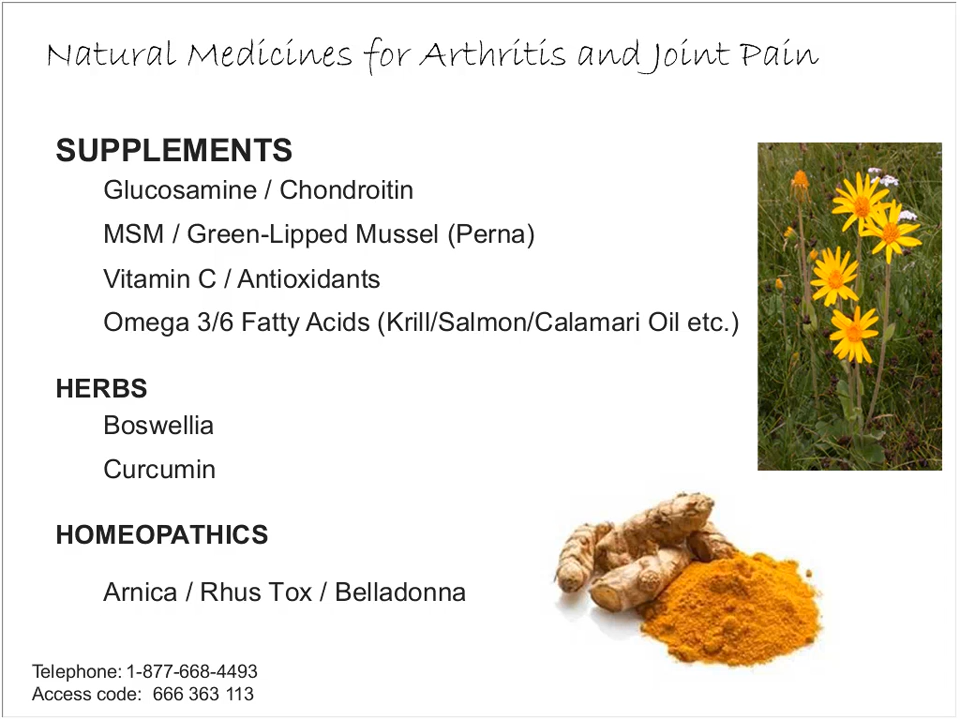 Natural Medicines for Arthritis and Joint Pain
SUPPLEMENTS
Glucosamine / Chondroitin
MSM / Green-Lipped Mussel (Perna)
Vitamin C / Antioxidants
Omega 3/6 Fatty Acids (Krill/Salmon/Calamari Oil etc.)
HERBS
Boswellia
Curcumin
HOMEOPATHICS
Arnica / Rhus Tox / Belladonna
Telephone: 1-877-668-4493
Access code: 666 363 113